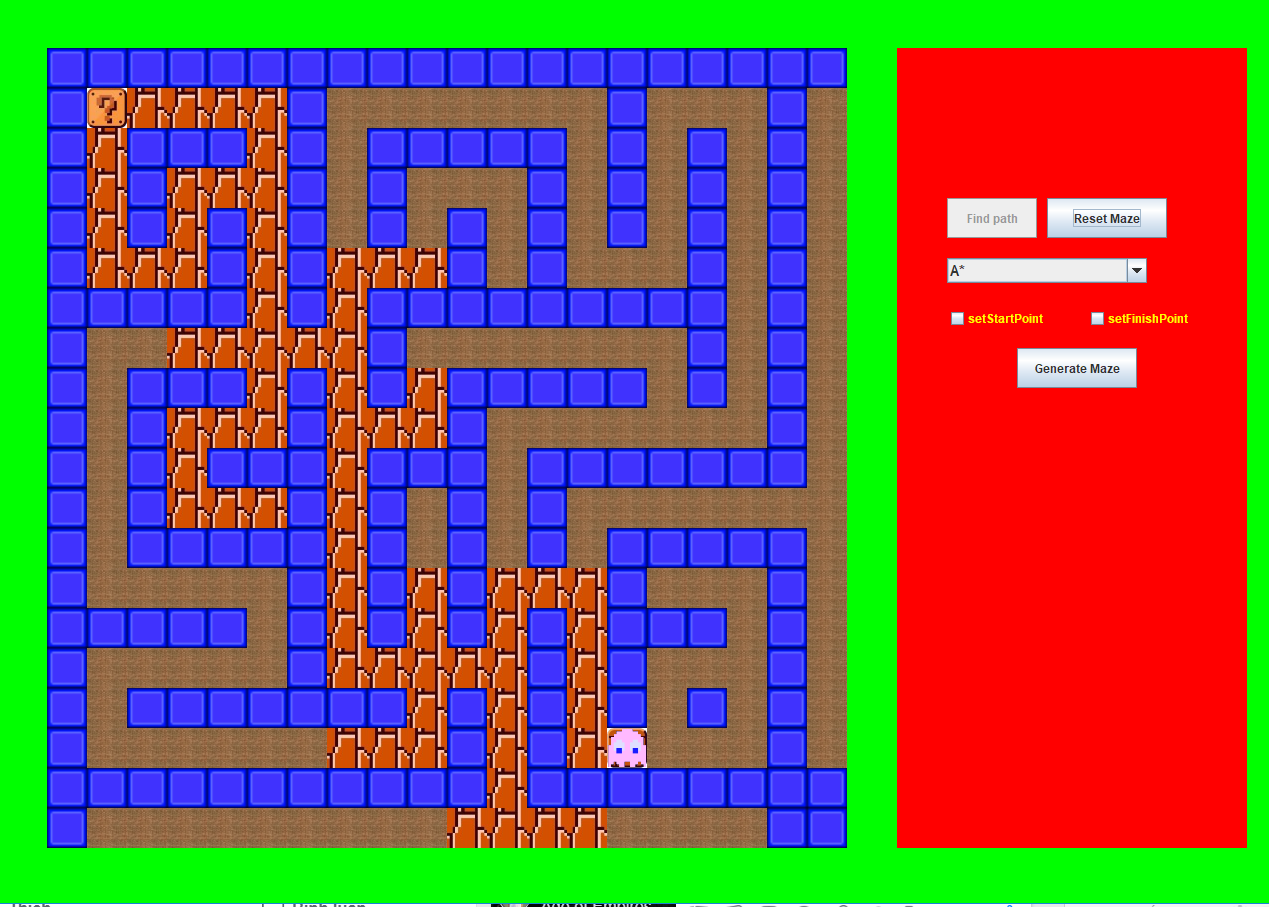 ?
Find path
Reset Maze
A*
setStartPoint
setFinishPoint
Generate Maze